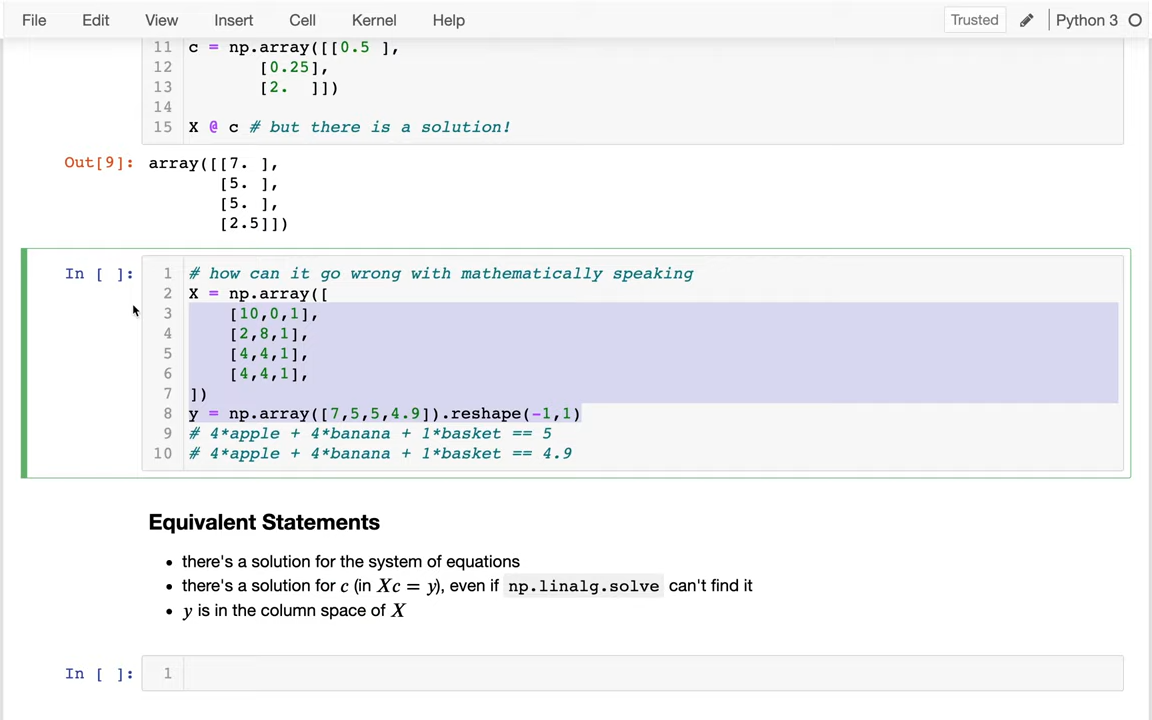 File Edit View Insert Cell Kernel Help Trusted Python 3
11 c = np.array([[0.5 ],
12 [0.25],
13 [2. ]])
14
15 X @ c # but there is a solution!
Out[9]: array([[7. ],
[5. ],
[5. ],
[2.5]])
In [ ]: 1 # how can it go wrong with mathematically speaking
2 X = np.array([
3 [10,0,1],
4 [2,8,1],
5 [4,4,1],
6 [4,4,1],
7 ])
8 y = np.array([7,5,5,4.9]).reshape(-1,1)
9 # 4*apple + 4*banana + 1*basket == 5
10 # 4*apple + 4*banana + 1*basket == 4.9
Equivalent Statements
• there's a solution for the system of equations
• there's a solution for c (in Xc = y), even if np.linalg.solve can't find it
• y is in the column space of X
In [ ]: 1